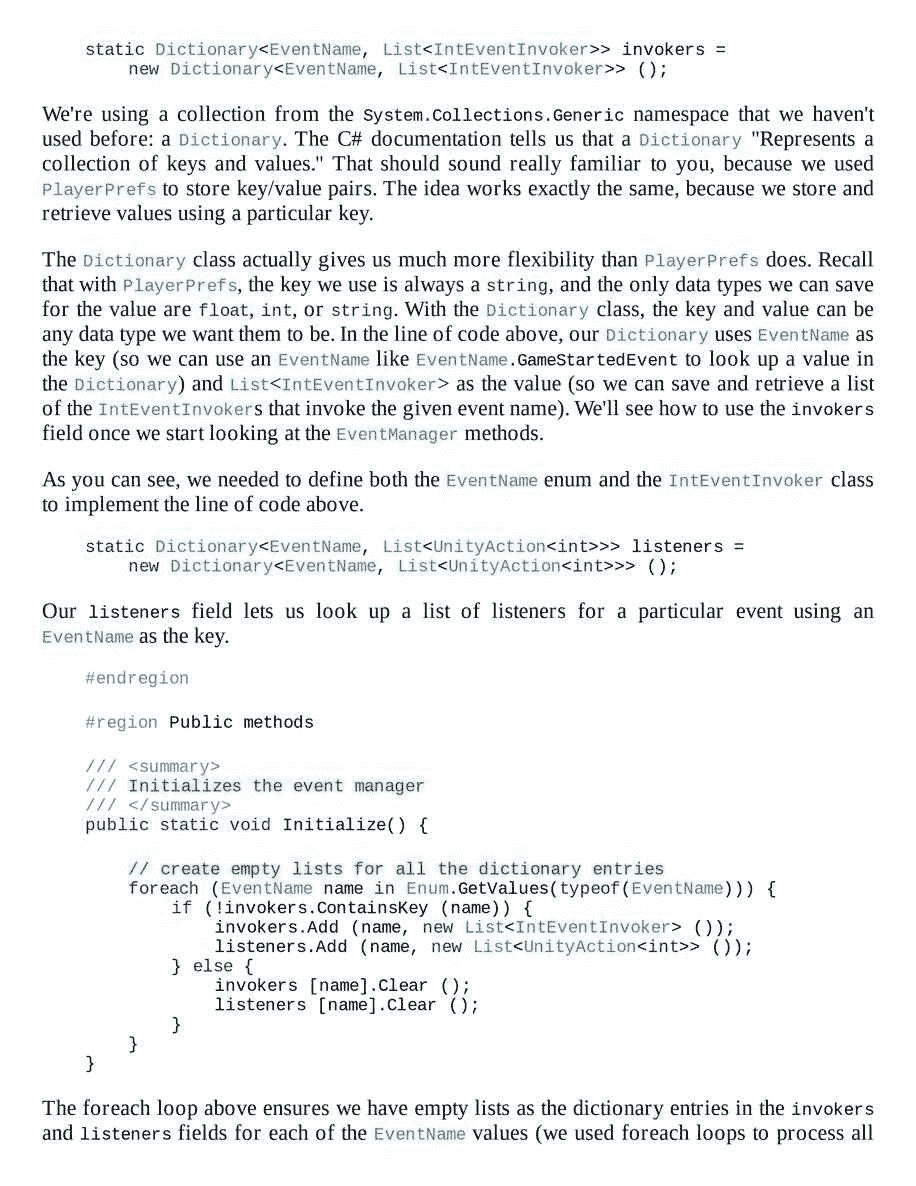 static Dictionary<EventName, List<IntEventInvoker>> invokers =
new Dictionary<EventName, List<IntEventInvoker>> ();
We're using a collection from the System.Collections.Generic namespace that we haven't
used before: a Dictionary. The C# documentation tells us that a Dictionary "Represents a
collection of keys and values." That should sound really familiar to you, because we used
PlayerPrefs to store key/value pairs. The idea works exactly the same, because we store and
retrieve values using a particular key.
The Dictionary class actually gives us much more flexibility than PlayerPrefs does. Recall
that with PlayerPrefs, the key we use is always a string, and the only data types we can save
for the value are float, int, or string. With the Dictionary class, the key and value can be
any data type we want them to be. In the line of code above, our Dictionary uses EventName as
the key (so we can use an EventName like EventName.GameStartedEvent to look up a value in
the Dictionary) and List<IntEventInvoker> as the value (so we can save and retrieve a list
of the IntEventInvokers that invoke the given event name). We'll see how to use the invokers
field once we start looking at the EventManager methods.
As you can see, we needed to define both the EventName enum and the IntEventInvoker class
to implement the line of code above.
static Dictionary<EventName, List<UnityAction<int>>> listeners =
new Dictionary<EventName, List<UnityAction<int>>> ();
Our listeners field lets us look up a list of listeners for a particular event using an
EventName as the key.
#endregion
#region Public methods
/// <summary>
/// Initializes the event manager
/// </summary>
public static void Initialize() {
// create empty lists for all the dictionary entries
foreach (EventName name in Enum.GetValues(typeof(EventName))) {
if (!invokers.ContainsKey (name)) {
invokers.Add (name, new List<IntEventInvoker> ());
listeners.Add (name, new List<UnityAction<int>> ());
} else {
invokers [name].Clear ();
listeners [name].Clear ();
}
}
}
The foreach loop above ensures we have empty lists as the dictionary entries in the invokers
and listeners fields for each of the EventName values (we used foreach loops to process all